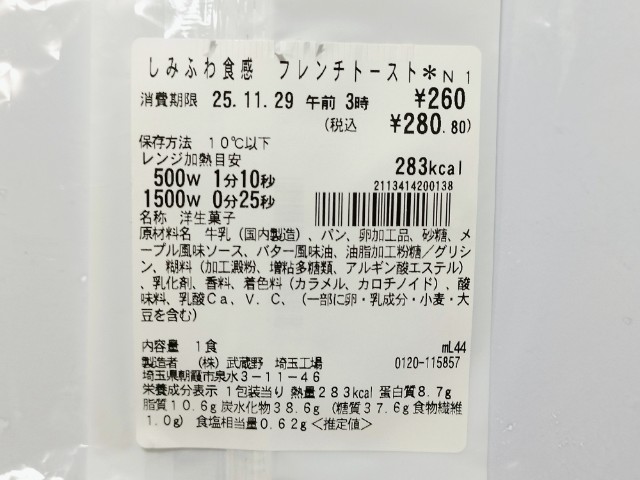 しみふわ食感　フレンチトースト＊Ｎ１
消費期限 25.11.29 午前 3時 ¥260
(税込 ¥280.80)
保存方法　１０℃以下
レンジ加熱目安 283kcal
500W 1分10秒
1500W 0分25秒
2113414200138
名称　洋生菓子
原材料名　牛乳（国内製造）、パン、卵加工品、砂糖、メ
ープル風味ソース、バター風味油、油脂加工粉糖／グリシ
ン、糊料（加工澱粉、増粘多糖類、アルギン酸エステル）
、乳化剤、香料、着色料（カラメル、カロチノイド）、酸
味料、乳酸Ｃａ、Ｖ．Ｃ、（一部に卵・乳成分・小麦・大
豆を含む）
内容量　１食 mL44
製造者　（株）武蔵野　埼玉工場 0120-115857
埼玉県朝霞市泉水３－１１－４６
栄養成分表示 １包装当り 熱量２８３kcal 蛋白質８.７g
脂質１０.６g 炭水化物３８.６g（糖質３７.６g 食物繊維
１.０g）　食塩相当量０.６２g＜推定値＞